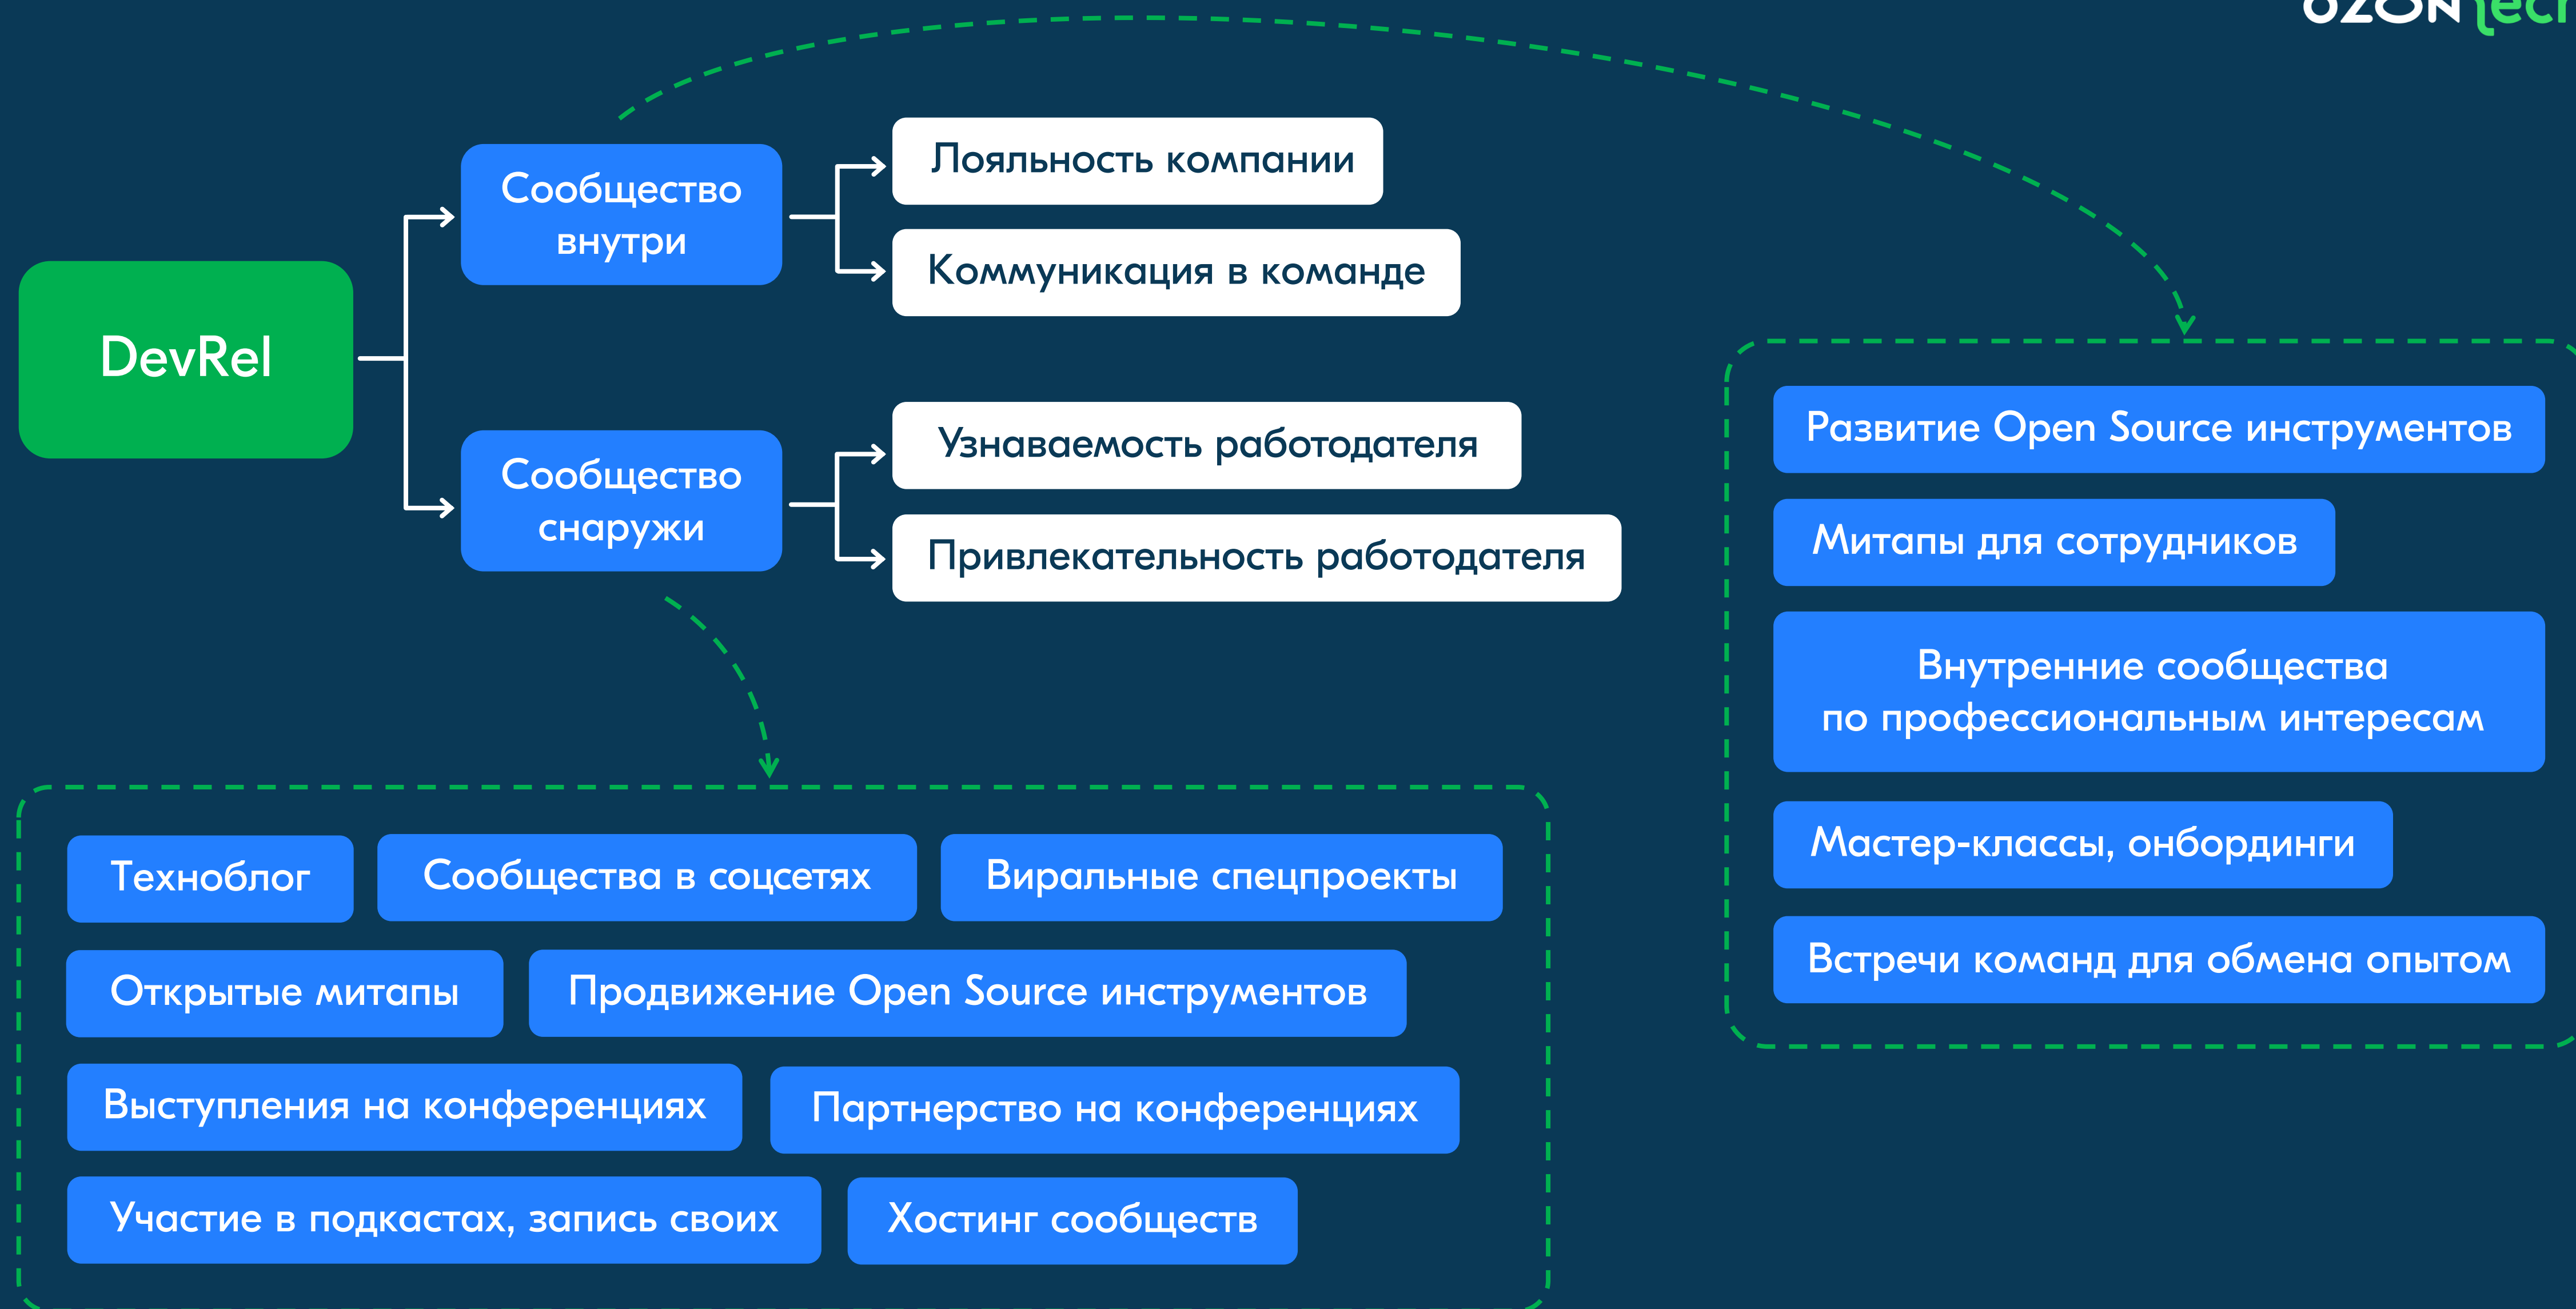 OZON
DevRel
Сообщество
внутри
Лояльность компании
Коммуникация в команде
Сообщество
снаружи
Узнаваемость работодателя
Привлекательность работодателя
Развитие Open Source инструментов
Митапы для сотрудников
Внутренние сообщества
по профессиональным интересам
Мастер-классы, онбординги
Встречи команд для обмена опытом
Техноблог
Сообщества в соцсетях
Виральные спецпроекты
Открытые митапы
Продвижение Open Source инструментов
Выступления на конференциях
Партнерство на конференциях
Участие в подкастах, запись своих
Хостинг сообществ